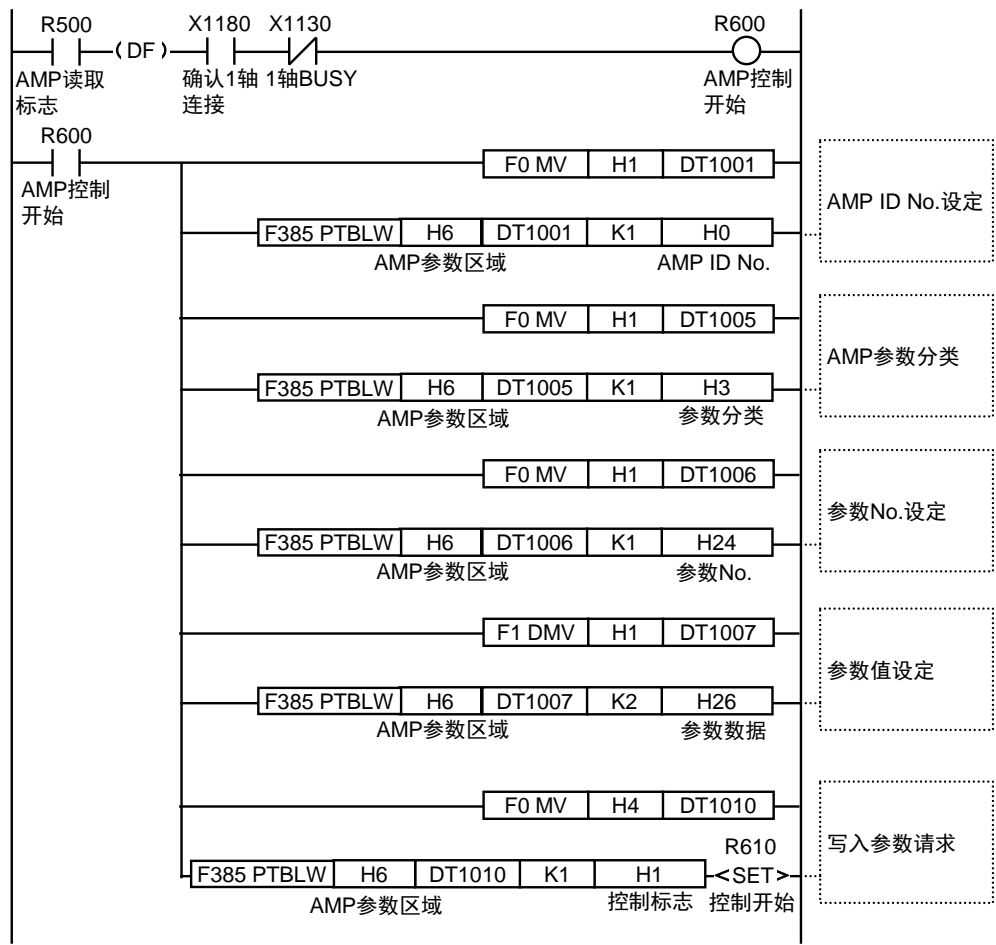 R500 X1180 X1130 R600
( DF )
AMP读取标志 确认1轴连接 1轴BUSY AMP控制开始
R600
AMP控制开始
F0 MV H1 DT1001
AMP ID No.设定
F385 PTBLW H6 DT1001 K1 H0
AMP参数区域 AMP ID No.
F0 MV H1 DT1005
AMP参数分类
F385 PTBLW H6 DT1005 K1 H3
AMP参数区域 参数分类
F0 MV H1 DT1006
参数No.设定
F385 PTBLW H6 DT1006 K1 H24
AMP参数区域 参数No.
F1 DMV H1 DT1007
参数值设定
F385 PTBLW H6 DT1007 K2 H26
AMP参数区域 参数数据
F0 MV H4 DT1010
写入参数请求
R610
F385 PTBLW H6 DT1010 K1 H1 <SET>
AMP参数区域 控制标志 控制开始